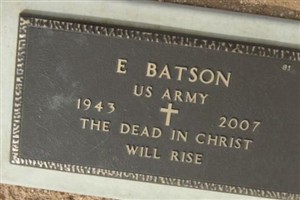 E BATSON
US ARMY
1943 2007
THE DEAD IN CHRIST
WILL RISE